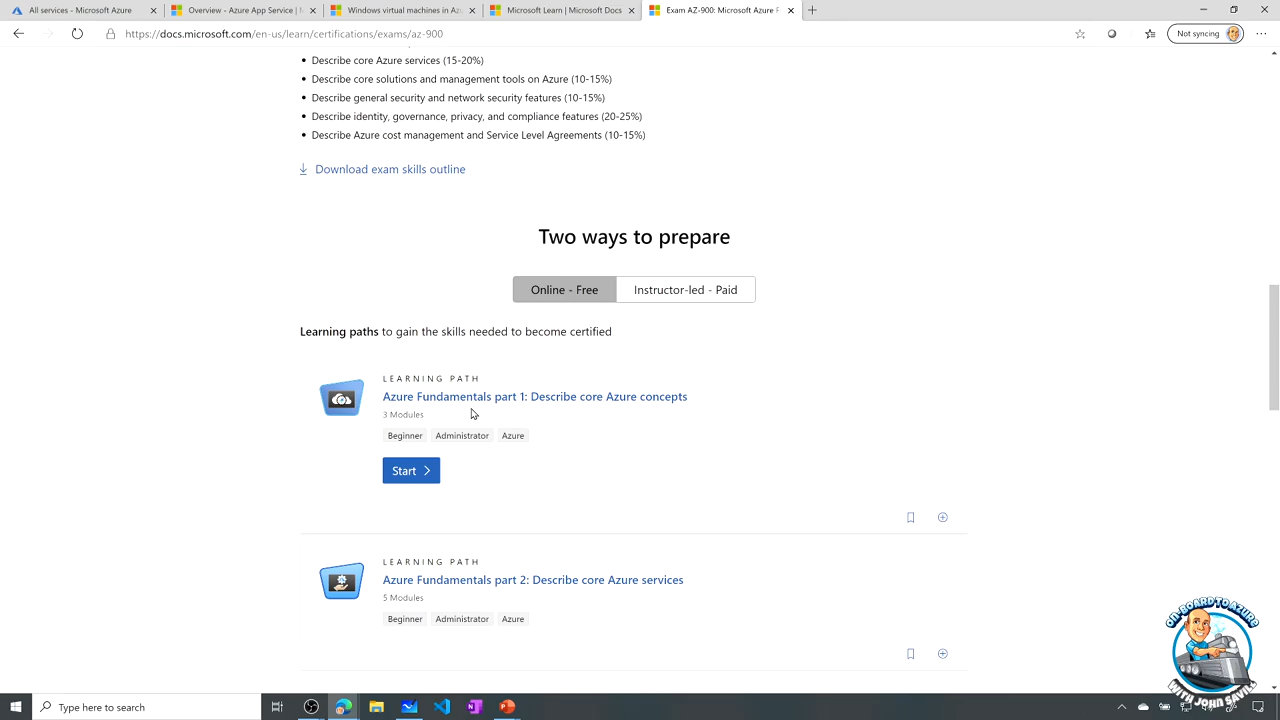 All services - Microsoft Azure
Overview - Azure App Service | M
Windows virtual machines in Az
Microsoft Learn | Microsoft Docs
Exam AZ-900: Microsoft Azure F
https://docs.microsoft.com/en-us/learn/certifications/exams/az-900
Not syncing
Describe core Azure services (15-20%)
Describe core solutions and management tools on Azure (10-15%)
Describe general security and network security features (10-15%)
Describe identity, governance, privacy, and compliance features (20-25%)
Describe Azure cost management and Service Level Agreements (10-15%)
Download exam skills outline
Two ways to prepare
Online - Free
Instructor-led - Paid
Learning paths to gain the skills needed to become certified
LEARNING PATH
Azure Fundamentals part 1: Describe core Azure concepts
3 Modules
Beginner Administrator Azure
Start
LEARNING PATH
Azure Fundamentals part 2: Describe core Azure services
5 Modules
Beginner Administrator Azure
ON-BOARD TO AZURE
WITH JOHN SAVILL
Type here to search